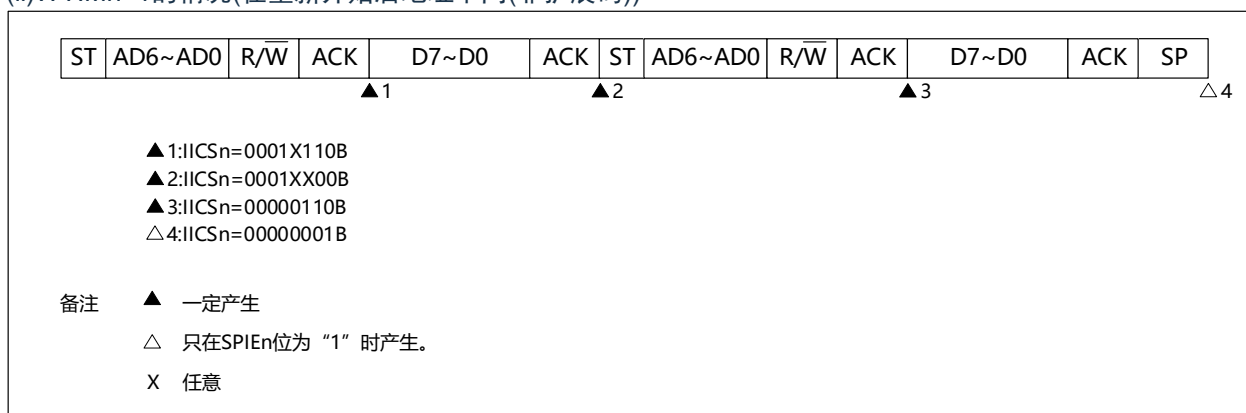 ST AD6~AD0 R/W̅ ACK D7~D0 ACK ST AD6~AD0 R/W̅ ACK D7~D0 ACK SP
▲1 ▲2 ▲3 △4
▲1:IICSn=0001X110B
▲2:IICSn=0001XX00B
▲3:IICSn=00000110B
△4:IICSn=00000001B
备注 ▲ 一定产生
△ 只在SPIEn位为“1”时产生。
X 任意